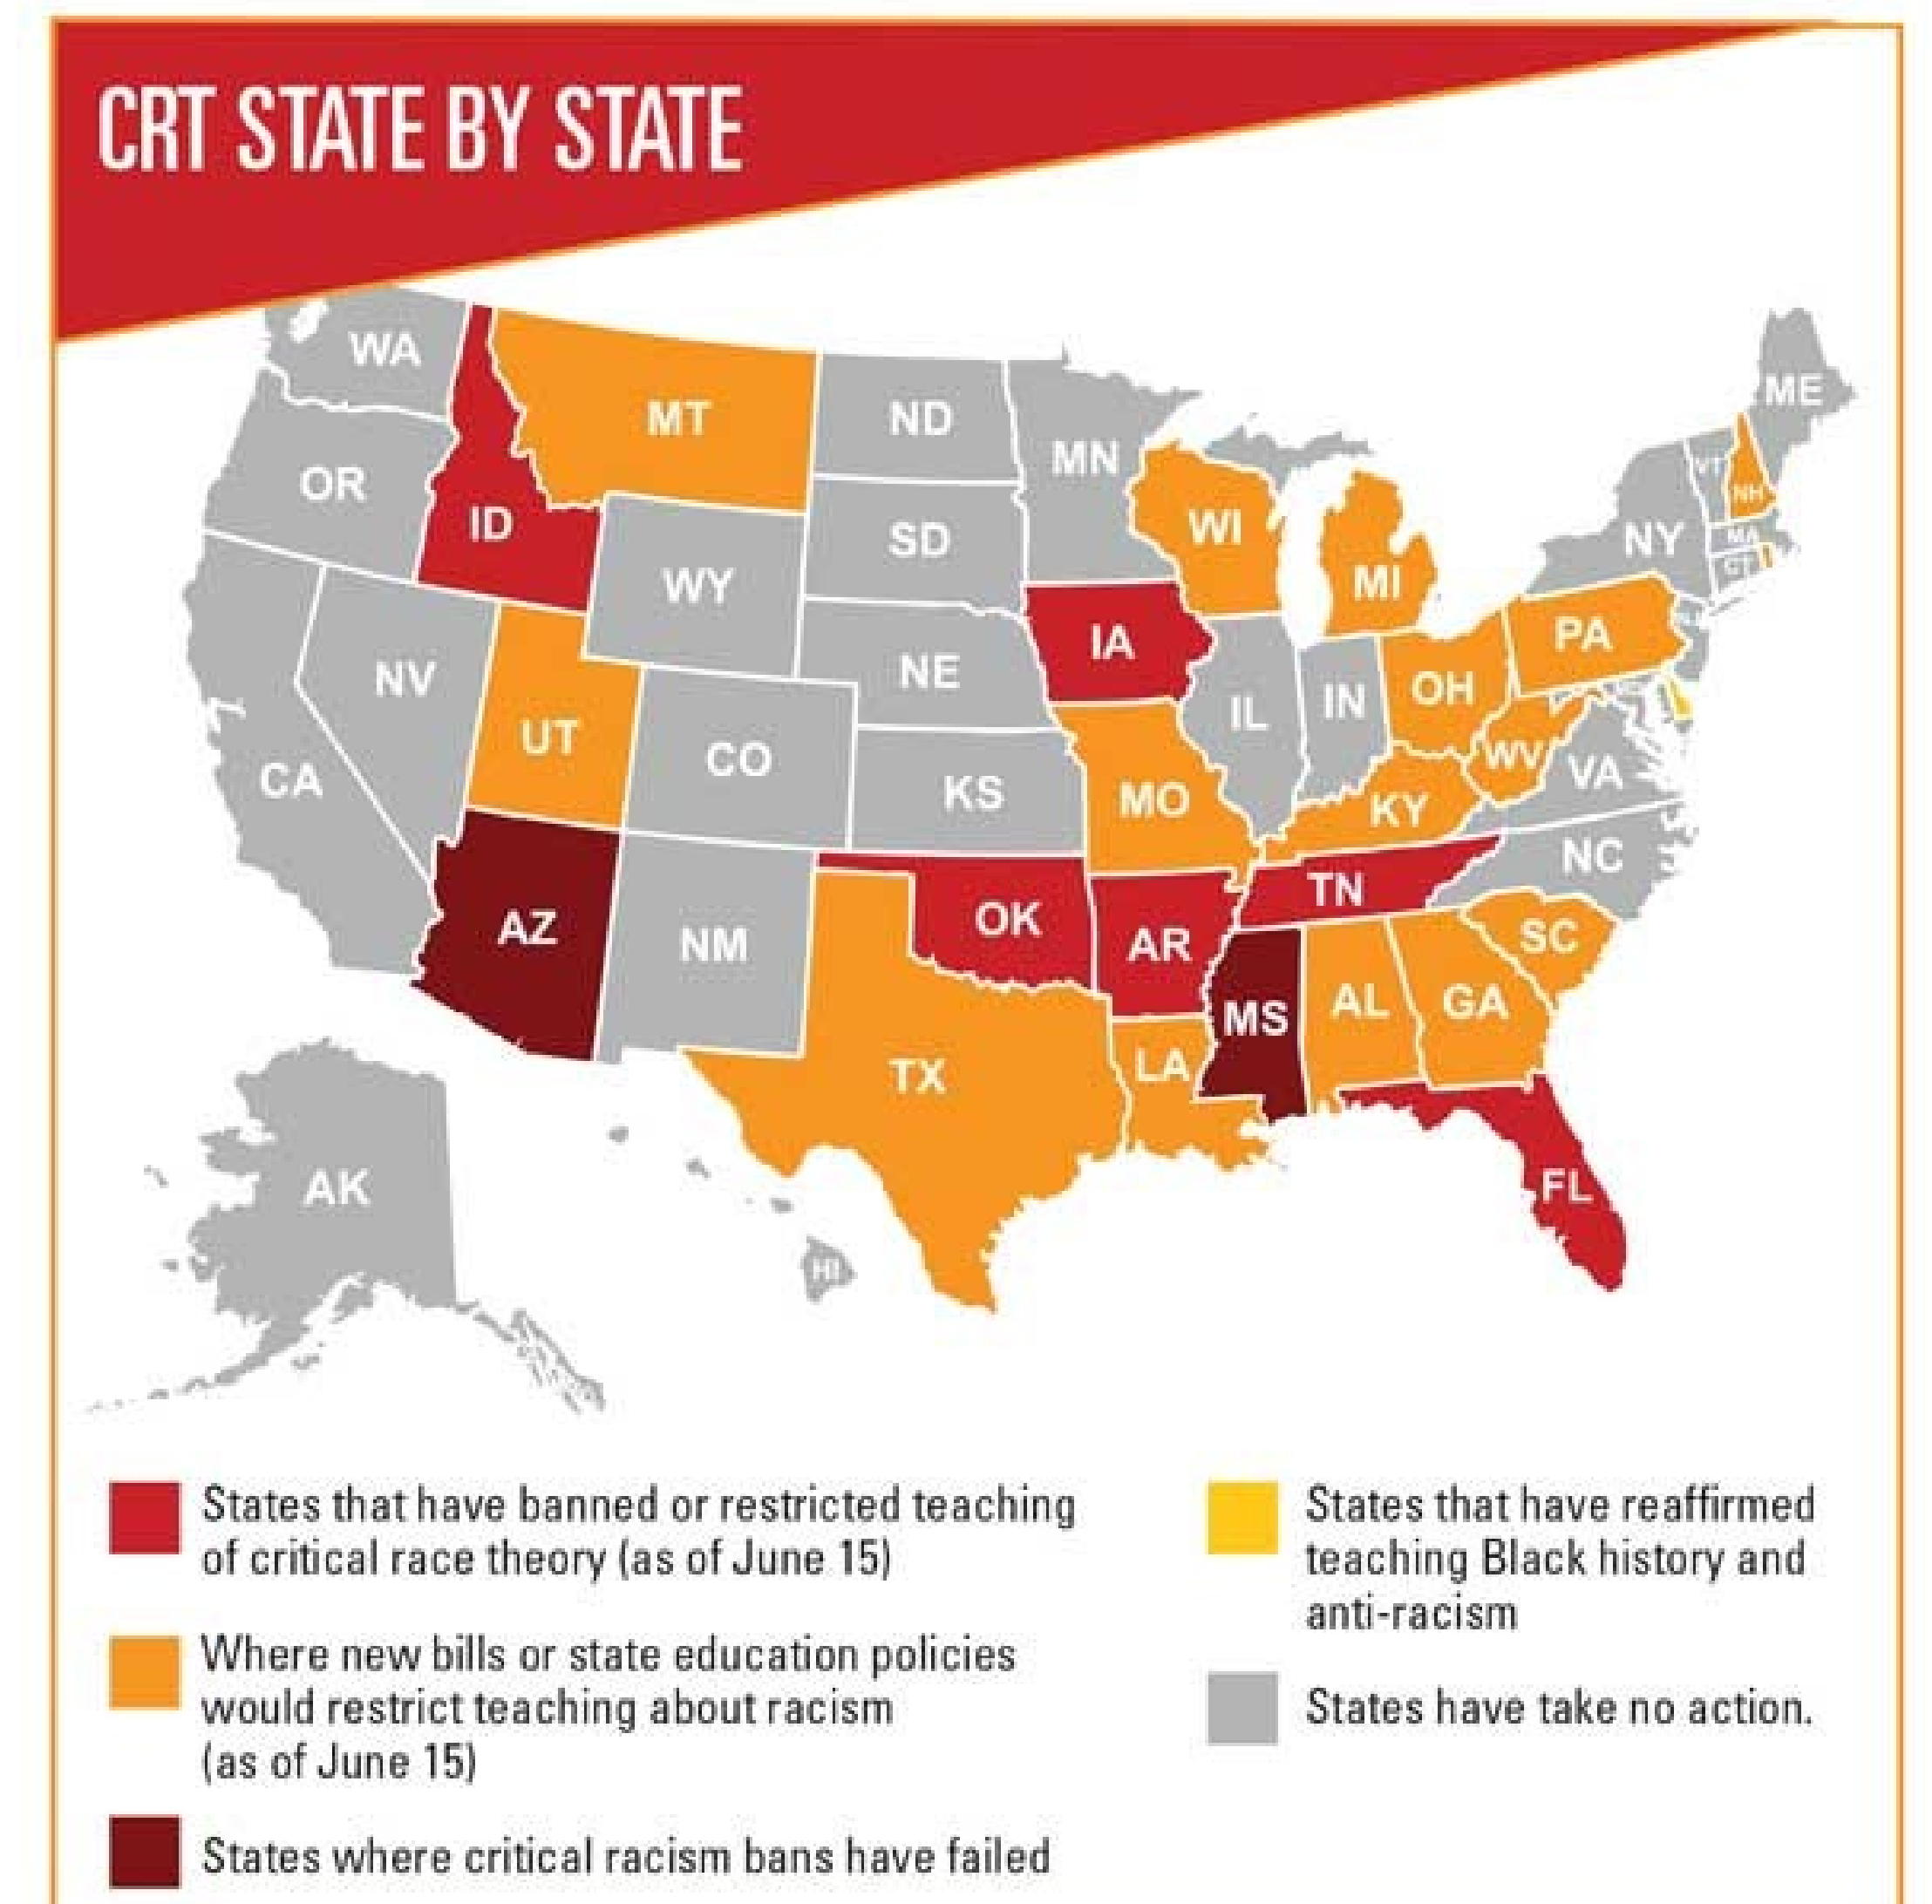 CRT STATE BY STATE
WA
MT
ND
MN
ME
OR
ID
SD
WI
MI
NY
VT
NH
MA
CT
WY
IA
PA
NV
NE
IL
IN
OH
UT
CO
WV
VA
CA
KS
MO
KY
NC
AZ
NM
OK
AR
TN
SC
MS
AL
GA
TX
LA
FL
AK
HI
States that have banned or restricted teaching
of critical race theory (as of June 15)
Where new bills or state education policies
would restrict teaching about racism
(as of June 15)
States where critical racism bans have failed
States that have reaffirmed
teaching Black history and
anti-racism
States have take no action.